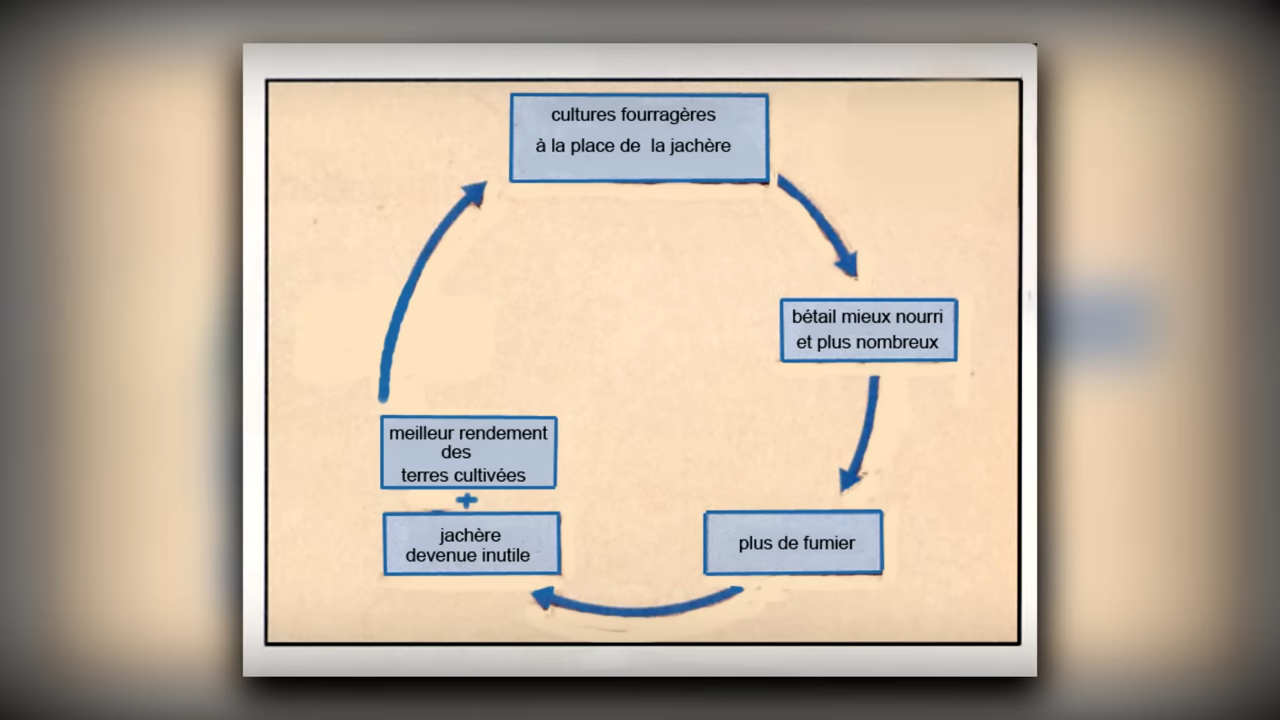 cultures fourragères
à la place de la jachère
bétail mieux nourri
et plus nombreux
plus de fumier
meilleur rendement
des
terres cultivées
+
jachère
devenue inutile